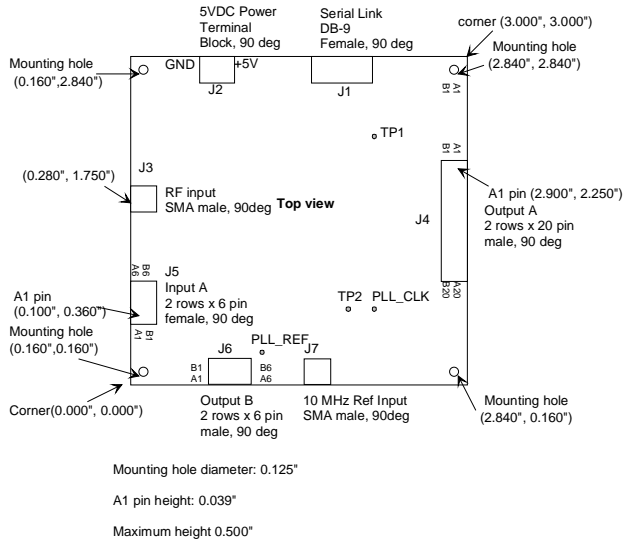 5VDC Power
Terminal
Block, 90 deg
Serial Link
DB-9
Female, 90 deg
corner (3.000", 3.000")
Mounting hole
(0.160",2.840")
GND
+5V
J2
J1
Mounting hole
(2.840", 2.840")
B1
A1
TP1
B1
A1
J3
(0.280", 1.750")
RF input
SMA male, 90deg
Top view
J4
A1 pin (2.900", 2.250")
Output A
2 rows x 20 pin
male, 90 deg
A6
B6
J5
Input A
2 rows x 6 pin
female, 90 deg
B20
A20
A1 pin
(0.100", 0.360")
TP2
PLL_CLK
Mounting hole
(0.160",0.160")
A1
B1
PLL_REF
J6
J7
B1
A1
B6
A6
Corner(0.000", 0.000")
Output B
2 rows x 6 pin
male, 90 deg
10 MHz Ref Input
SMA male, 90deg
Mounting hole
(2.840", 0.160")
Mounting hole diameter: 0.125"
A1 pin height: 0.039"
Maximum height 0.500"